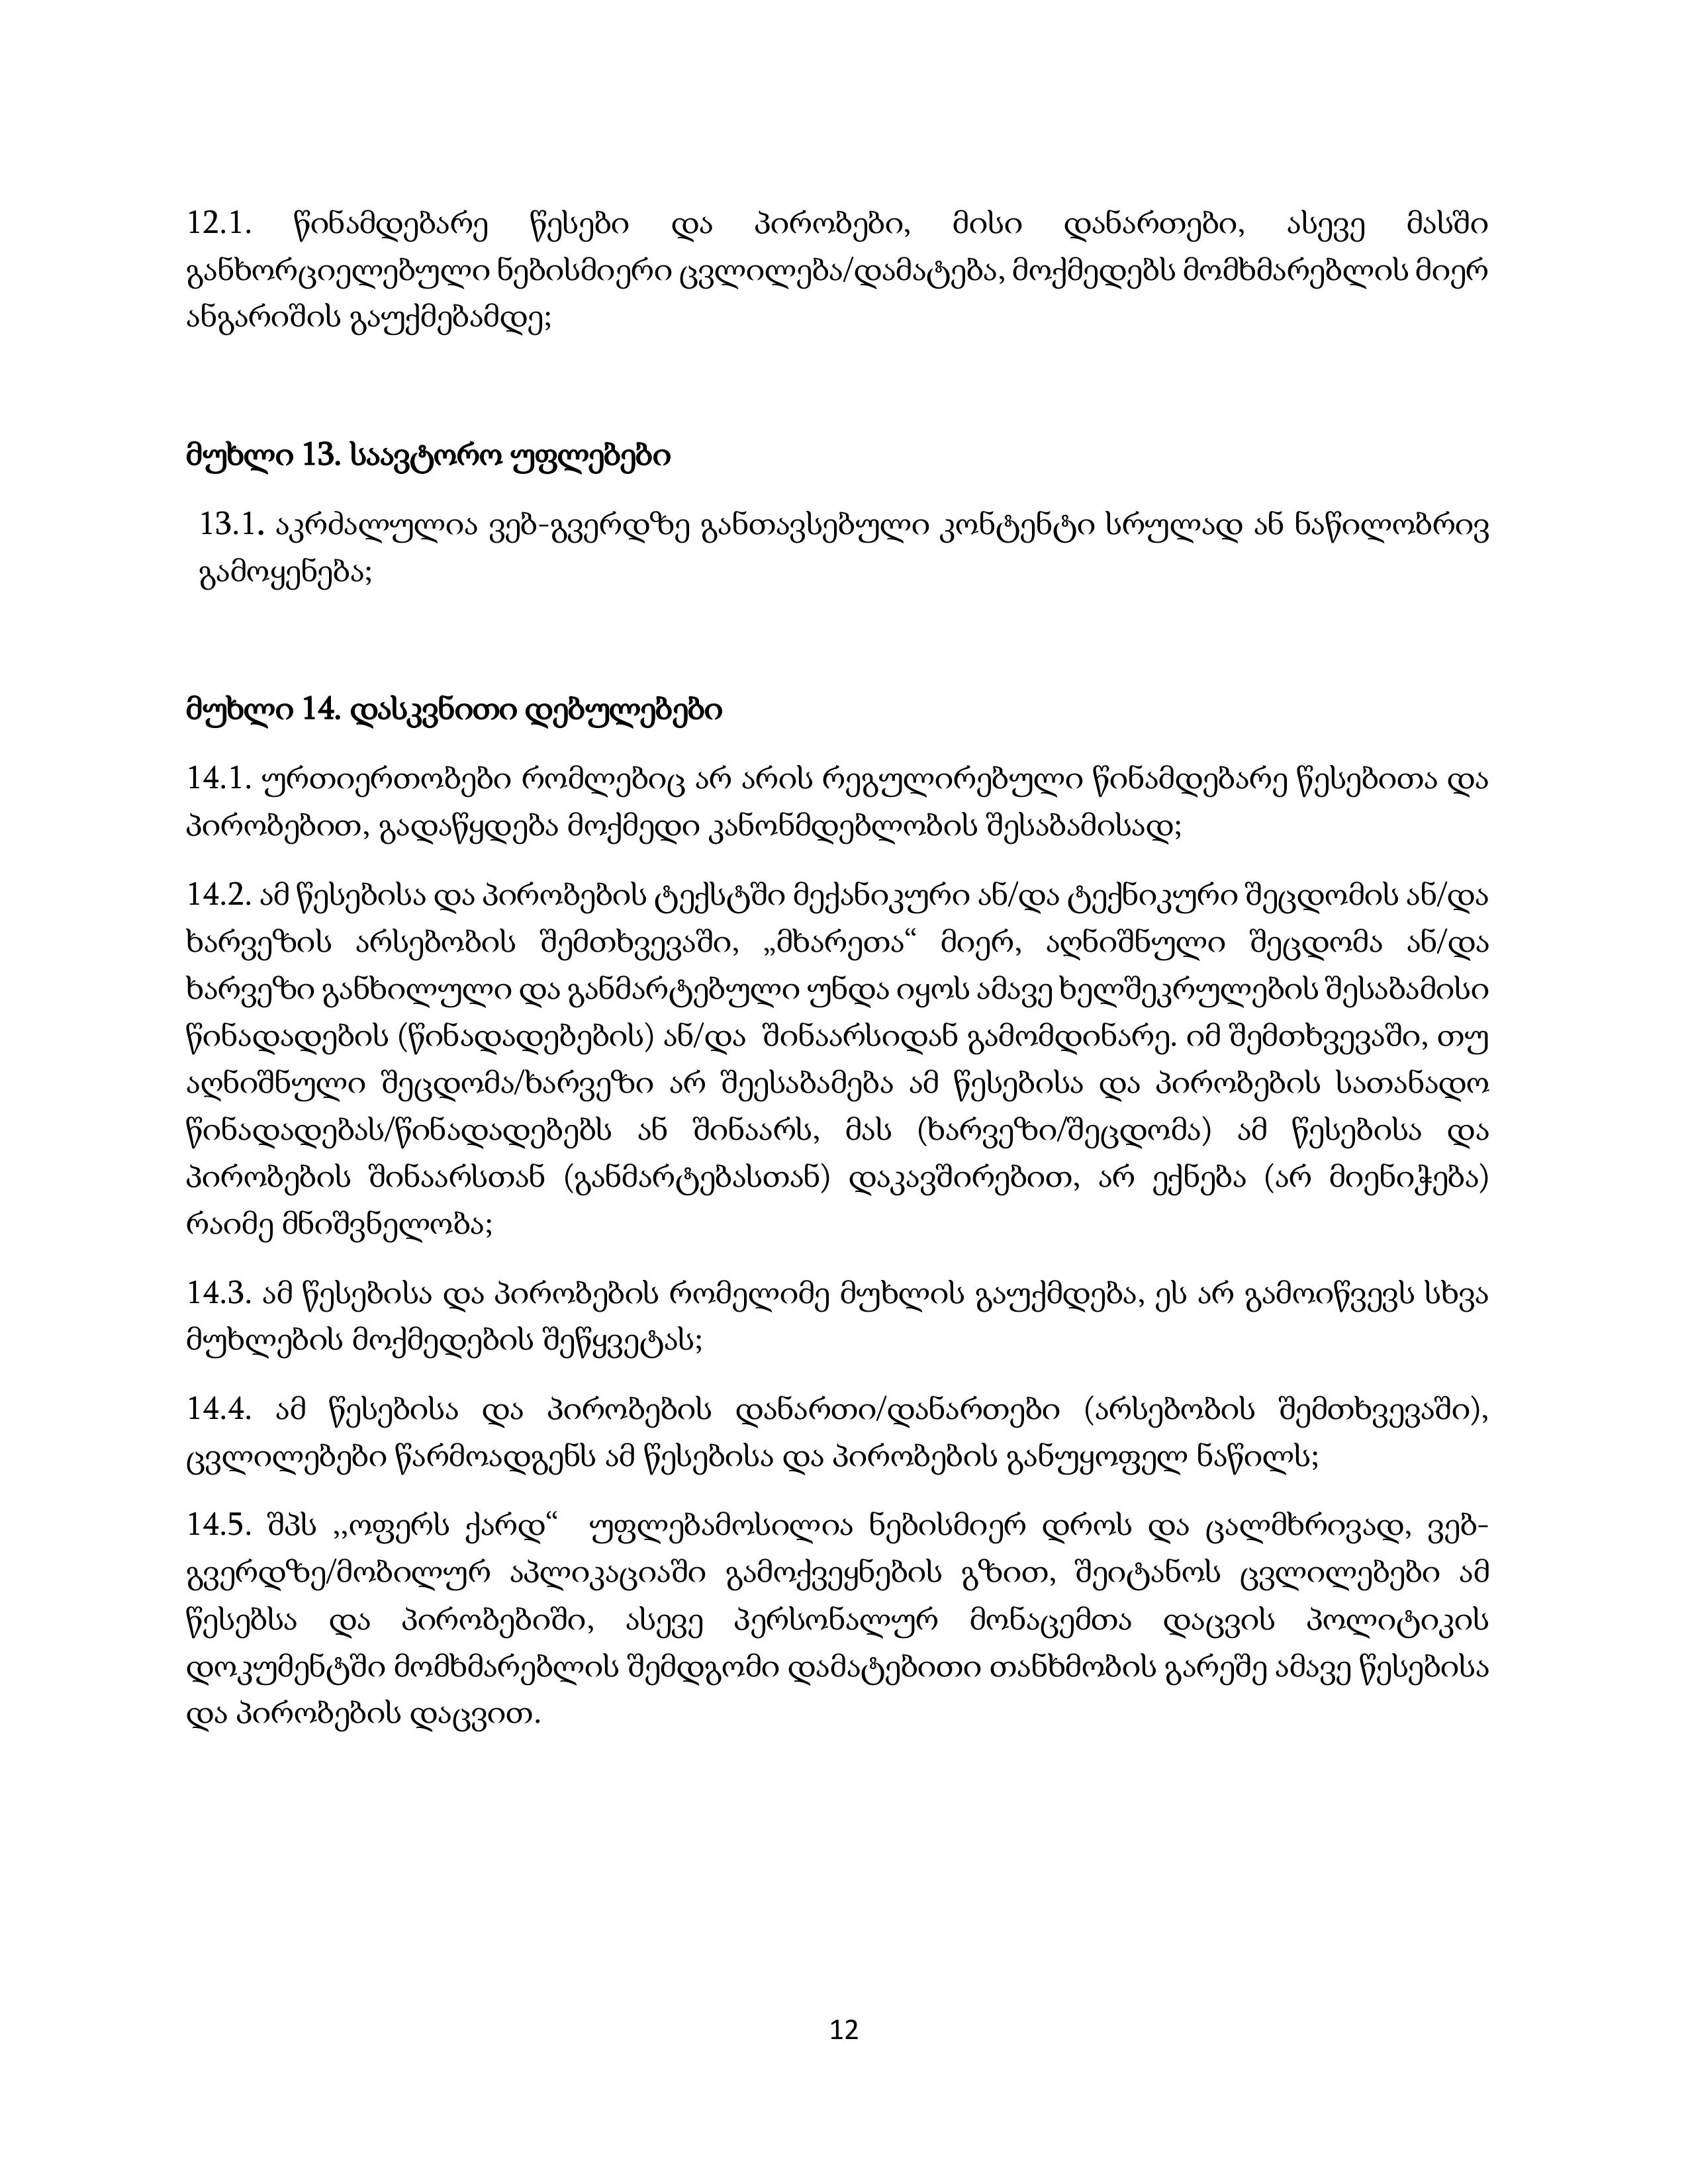 12.1. წინამდებარე წესები და პირობები, მისი დანართები, ასევე მასში
განხორციელებული ნებისმიერი ცვლილება/დამატება, მოქმედებს მომხმარებლის მიერ
ანგარიშის გაუქმებამდე;
მუხლი 13. საავტორო უფლებები
13.1. აკრძალულია ვებ-გვერდზე განთავსებული კონტენტი სრულად ან ნაწილობრივ
გამოყენება;
მუხლი 14. დასკვნითი დებულებები
14.1. ურთიერთობები რომლებიც არ არის რეგულირებული წინამდებარე წესებითა და
პირობებით, გადაწყდება მოქმედი კანონმდებლობის შესაბამისად;
14.2. ამ წესებისა და პირობების ტექსტში მექანიკური ან/და ტექნიკური შეცდომის ან/და
ხარვეზის არსებობის შემთხვევაში, „მხარეთა“ მიერ, აღნიშნული შეცდომა ან/და
ხარვეზი განხილული და განმარტებული უნდა იყოს ამავე ხელშეკრულების შესაბამისი
წინადადების (წინადადებების) ან/და შინაარსიდან გამომდინარე. იმ შემთხვევაში, თუ
აღნიშნული შეცდომა/ხარვეზი არ შეესაბამება ამ წესებისა და პირობების სათანადო
წინადადებას/წინადადებებს ან შინაარს, მას (ხარვეზი/შეცდომა) ამ წესებისა და
პირობების შინაარსთან (განმარტებასთან) დაკავშირებით, არ ექნება (არ მიენიჭება)
რაიმე მნიშვნელობა;
14.3. ამ წესებისა და პირობების რომელიმე მუხლის გაუქმდება, ეს არ გამოიწვევს სხვა
მუხლების მოქმედების შეწყვეტას;
14.4. ამ წესებისა და პირობების დანართი/დანართები (არსებობის შემთხვევაში),
ცვლილებები წარმოადგენს ამ წესებისა და პირობების განუყოფელ ნაწილს;
14.5. შპს ,,ოფერს ქარდ“ უფლებამოსილია ნებისმიერ დროს და ცალმხრივად, ვებ-
გვერდზე/მობილურ აპლიკაციაში გამოქვეყნების გზით, შეიტანოს ცვლილებები ამ
წესებსა და პირობებიში, ასევე პერსონალურ მონაცემთა დაცვის პოლიტიკის
დოკუმენტში მომხმარებლის შემდგომი დამატებითი თანხმობის გარეშე ამავე წესებისა
და პირობების დაცვით.
12